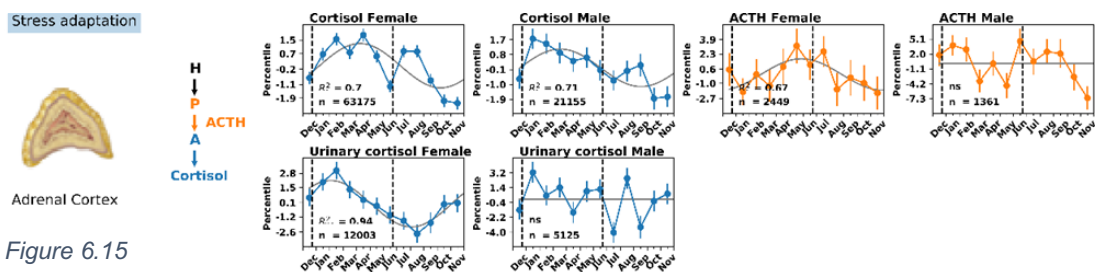 Stress adaptation
H
P
ACTH
A
Cortisol
Adrenal Cortex
Figure 6.15
Cortisol Female
Percentile
1.5
0.7
-0.2
-1.1
-1.9
R² = 0.7
n = 63175
Dec Jan Feb Mar Apr May Jun Jul Aug Sep Oct Nov
Cortisol Male
Percentile
1.7
-0.2
-1.1
-1.9
R² = 0.71
n = 21155
Dec Jan Feb Mar Apr May Jun Jul Aug Sep Oct Nov
ACTH Female
Percentile
3.9
2.3
0.6
-1.0
-2.7
R² = 0.67
n = 2449
Dec Jan Feb Mar Apr May Jun Jul Aug Sep Oct Nov
ACTH Male
Percentile
5.1
2.0
-1.1
-4.2
-7.3
ns
n = 1361
Dec Jan Feb Mar Apr May Jun Jul Aug Sep Oct Nov
Urinary cortisol Female
Percentile
2.8
1.5
0.1
-1.2
-2.6
R² = 0.94
n = 12003
Dec Jan Feb Mar Apr May Jun Jul Aug Sep Oct Nov
Urinary cortisol Male
Percentile
3.2
1.4
-0.4
-2.2
-4.0
ns
n = 5125
Dec Jan Feb Mar Apr May Jun Jul Aug Sep Oct Nov